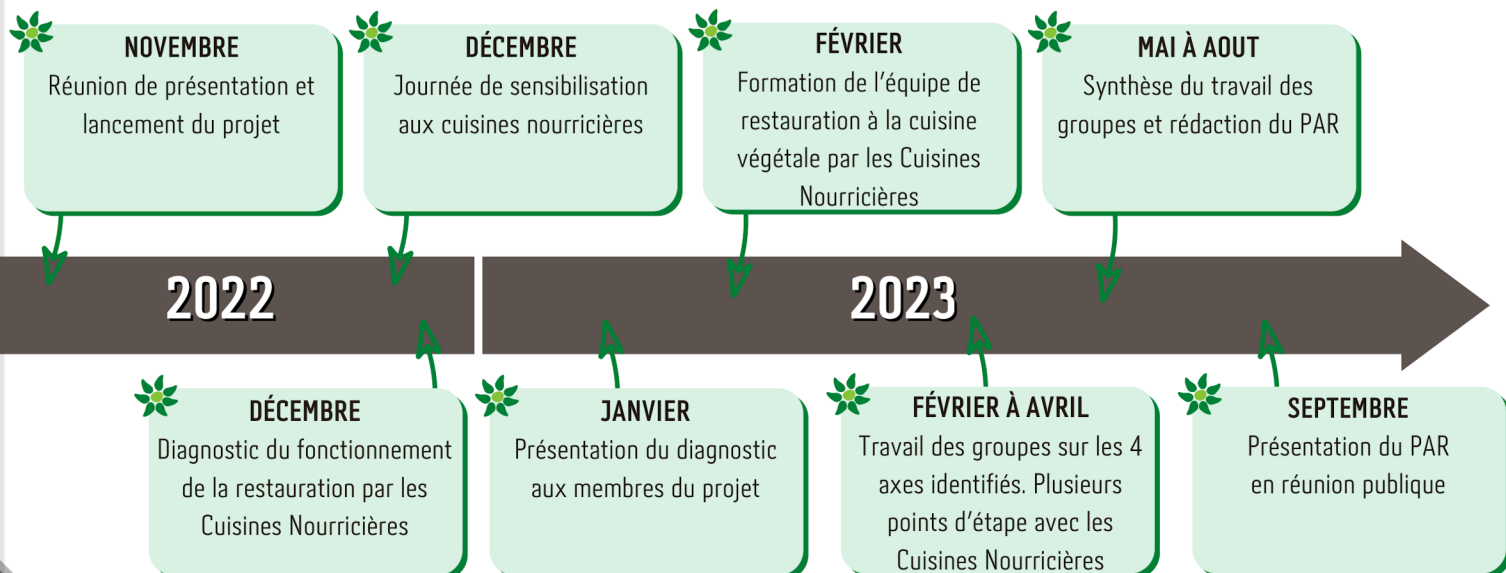 NOVEMBRE
Réunion de présentation et
lancement du projet
DÉCEMBRE
Journée de sensibilisation
aux cuisines nourricières
FÉVRIER
Formation de l'équipe de
restauration à la cuisine
végétale par les Cuisines
Nourricières
MAI À AOUT
Synthèse du travail des
groupes et rédaction du PAR
2022
2023
DÉCEMBRE
Diagnostic du fonctionnement
de la restauration par les
Cuisines Nourricières
JANVIER
Présentation du diagnostic
aux membres du projet
FÉVRIER À AVRIL
Travail des groupes sur les 4
axes identifiés. Plusieurs
points d'étape avec les
Cuisines Nourricières
SEPTEMBRE
Présentation du PAR
en réunion publique